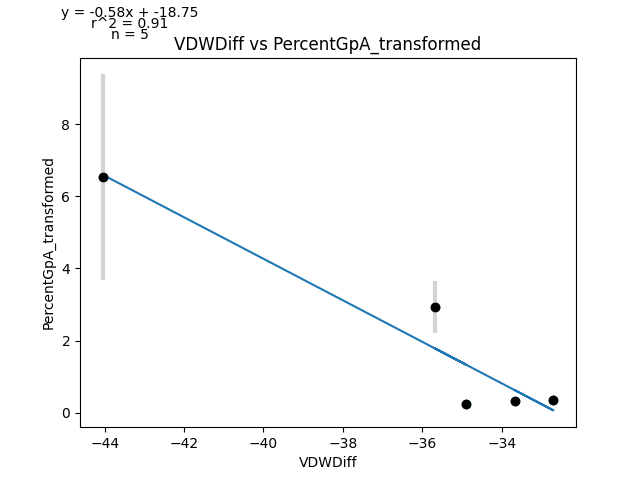 y = -0.58x + -18.75
r^2 = 0.91
n = 5
VDWDiff vs PercentGpA_transformed
8
6
4
2
0
PercentGpA_transformed
−44 −42 −40 −38 −36 −34
VDWDiff